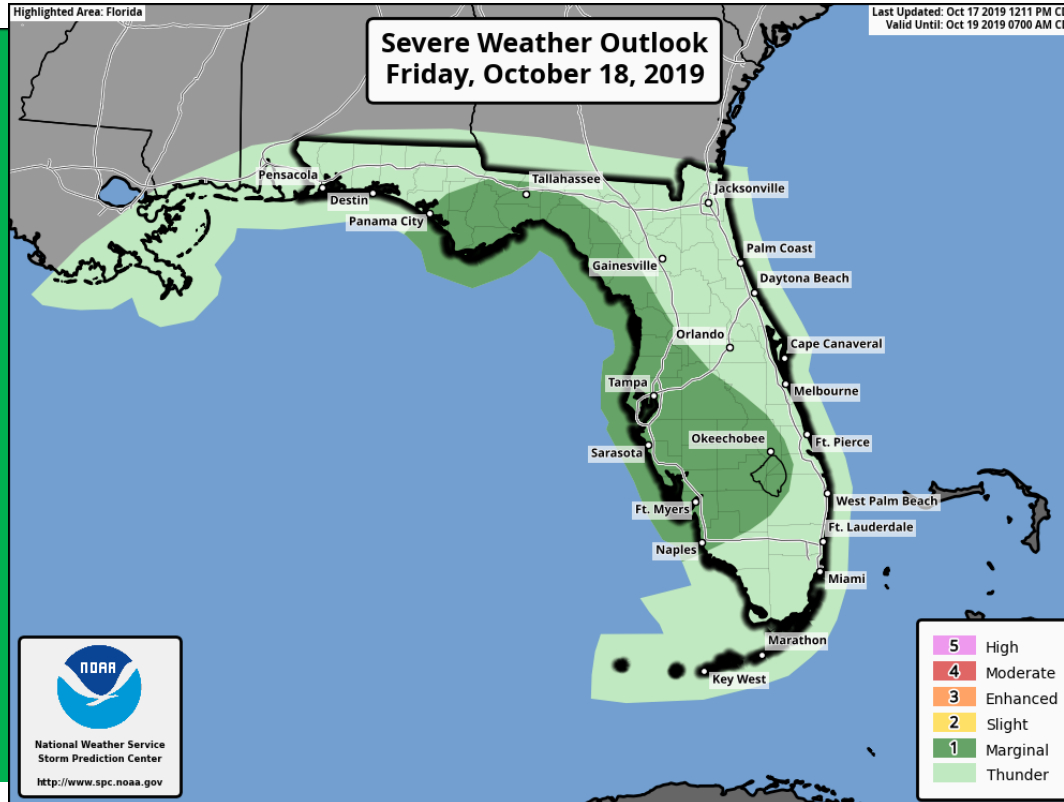 Highlighted Area: Florida
Last Updated: Oct 17 2019 1211 PM
Valid Until: Oct 19 2019 0700 AM
Severe Weather Outlook
Friday, October 18, 2019
Pensacola
Tallahassee
Destin
Jacksonville
Panama City
Palm Coast
Gainesville
Daytona Beach
Orlando
Cape Canaveral
Tampa
Melbourne
Okeechobee
Ft. Pierce
Sarasota
West Palm Beach
Ft. Myers
Ft. Lauderdale
Naples
Miami
Marathon
Key West
NOAA
National Weather Service
Storm Prediction Center
http://www.spc.noaa.gov
5 High
4 Moderate
3 Enhanced
2 Slight
1 Marginal
Thunder